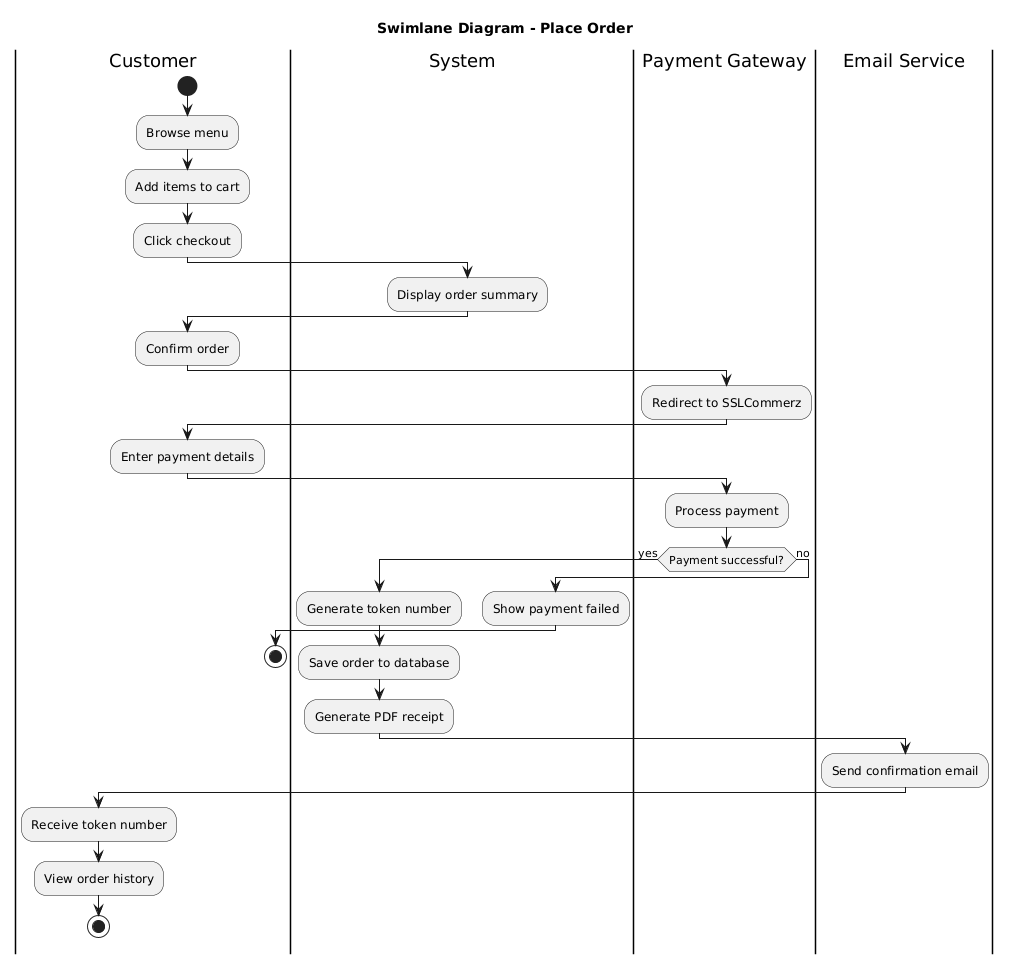 Swimlane Diagram - Place Order
Customer
System
Payment Gateway
Email Service
Browse menu
Add items to cart
Click checkout
Display order summary
Confirm order
Redirect to SSLCommerz
Enter payment details
Process payment
yes
Payment successful?
no
Generate token number
Show payment failed
Save order to database
Generate PDF receipt
Send confirmation email
Receive token number
View order history